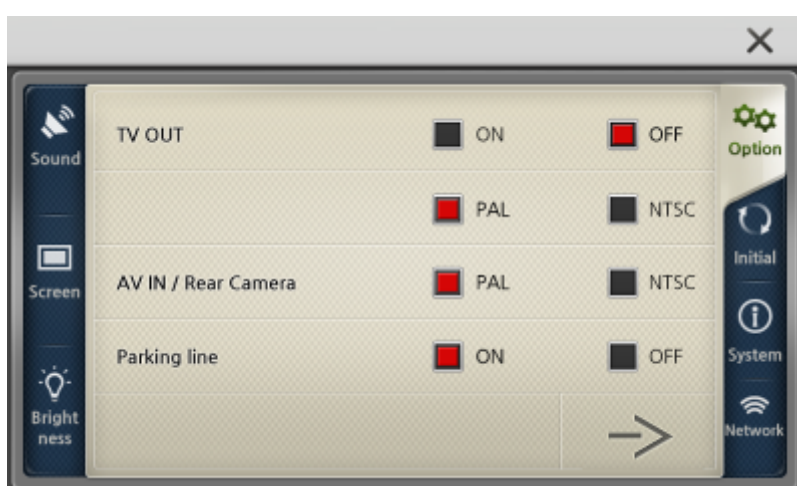 Sound
Screen
Bright
ness
TV OUT ON OFF
PAL NTSC
AV IN / Rear Camera PAL NTSC
Parking line ON OFF
Option
Initial
System
Network